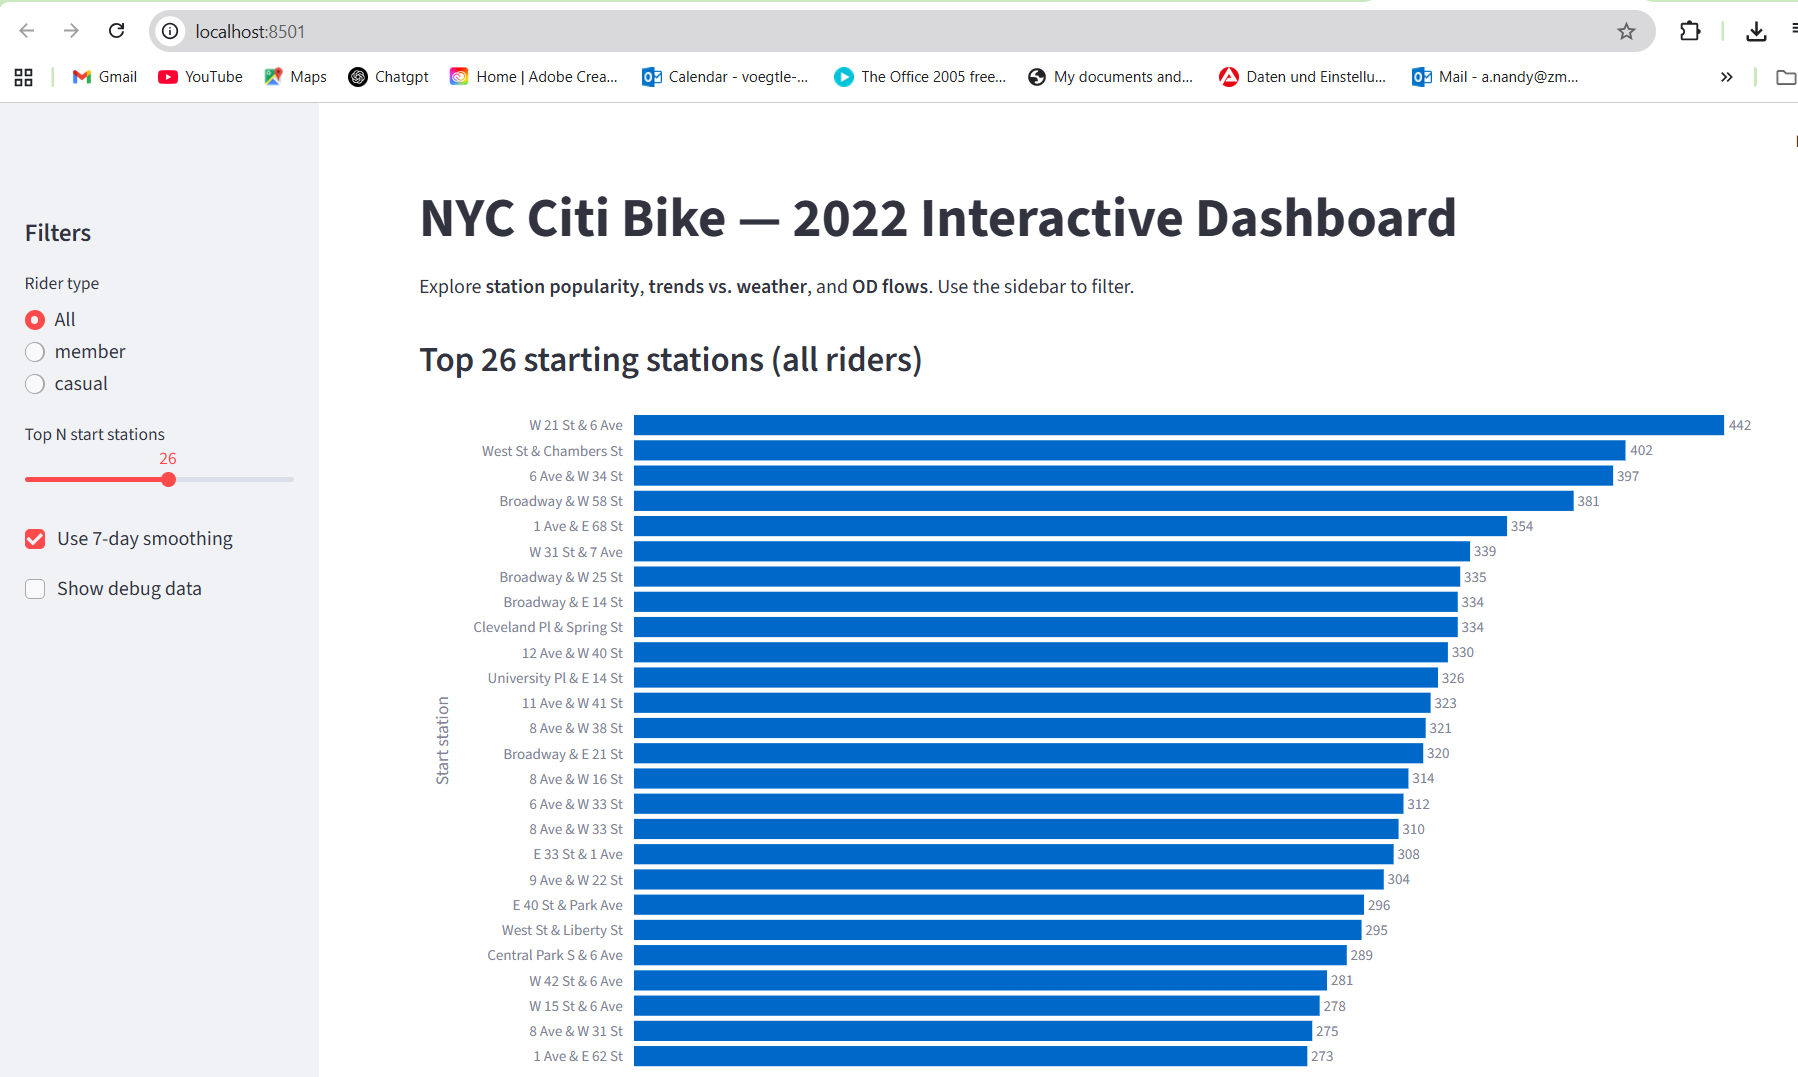 localhost:8501
Gmail YouTube Maps Chatgpt Home | Adobe Crea... Calendar - voegtle-... The Office 2005 free... My documents and... Daten und Einstellu... Mail - a.nandy@zm... »
Filters
Rider type
All
member
casual
Top N start stations
26
Use 7-day smoothing
Show debug data
NYC Citi Bike — 2022 Interactive Dashboard
Explore station popularity, trends vs. weather, and OD flows. Use the sidebar to filter.
Top 26 starting stations (all riders)
Start station
W 21 St & 6 Ave 442
West St & Chambers St 402
6 Ave & W 34 St 397
Broadway & W 58 St 381
1 Ave & E 68 St 354
W 31 St & 7 Ave 339
Broadway & W 25 St 335
Broadway & E 14 St 334
Cleveland Pl & Spring St 334
12 Ave & W 40 St 330
University Pl & E 14 St 326
11 Ave & W 41 St 323
8 Ave & W 38 St 321
Broadway & E 21 St 320
8 Ave & W 16 St 314
6 Ave & W 33 St 312
8 Ave & W 33 St 310
E 33 St & 1 Ave 308
9 Ave & W 22 St 304
E 40 St & Park Ave 296
West St & Liberty St 295
Central Park S & 6 Ave 289
W 42 St & 6 Ave 281
W 15 St & 6 Ave 278
8 Ave & W 31 St 275
1 Ave & E 62 St 273